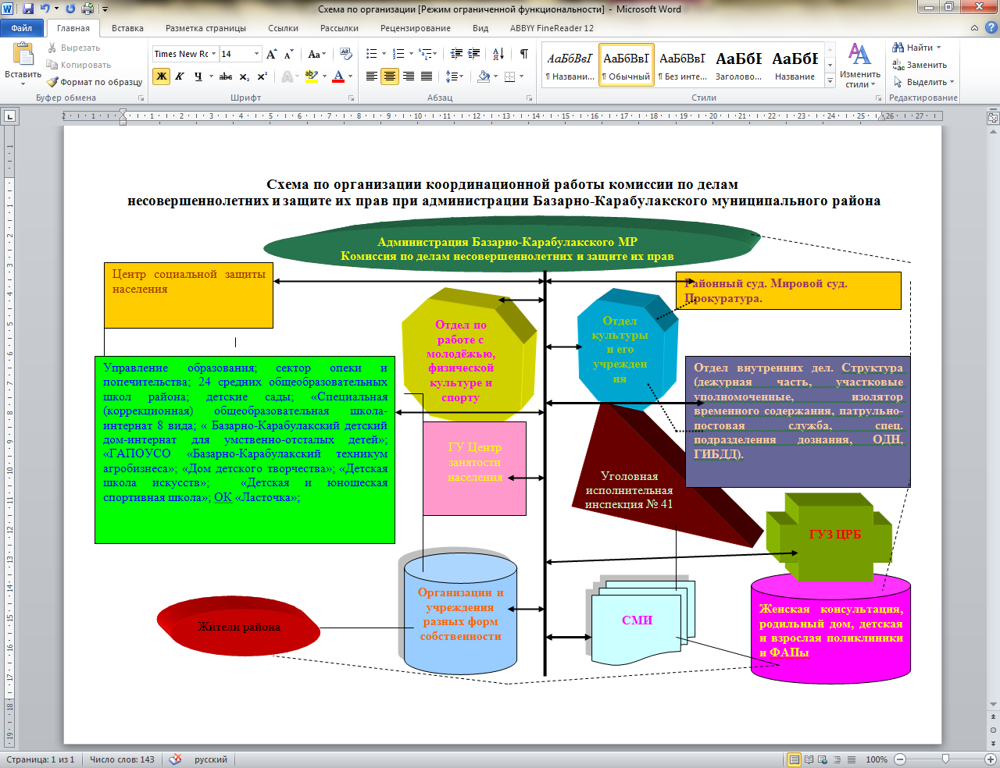 Схема по организации [Режим ограниченной функциональности] - Microsoft Word
Файл Главная Вставка Разметка страницы Ссылки Рассылки Рецензирование Вид ABBYY FineReader 12
Вставить
Вырезать
Копировать
Формат по образцу
Буфер обмена
Times New Rc 14
Ж К Ч abc x₂ x²
Шрифт
Абзац
АаБбВвІ АаБбВвІ АаБбВвІ АаБбЕ АаБбВ
¶ Названи... ¶ Обычный ¶ Без инте... Заголово... Название
Изменить
стили
Стили
Найти
Заменить
Выделить
Редактирование
Схема по организации координационной работы комиссии по делам
несовершеннолетних и защите их прав при администрации Базарно-Карабулакского муниципального района
Администрация Базарно-Карабулакского МР
Комиссия по делам несовершеннолетних и защите их прав
Центр социальной защиты
населения
Районный суд. Мировой суд.
Прокуратура.
Отдел по
работе с
молодёжью,
физической
культуре и
спорту
Отдел
культуры
и его
учрежден
ия
Управление образования; сектор опеки и
попечительства; 24 средних общеобразовательных
школ района; детские сады; «Специальная
(коррекционная) общеобразовательная школа-
интернат 8 вида; « Базарно-Карабулакский детский
дом-интернат для умственно-отсталых детей»;
«ГАПОУСО «Базарно-Карабулакский техникум
агробизнеса»; «Дом детского творчества»; «Детская
школа искусств»; «Детская и юношеская
спортивная школа»; ОК «Ласточка»;
Отдел внутренних дел. Структура
(дежурная часть, участковые
уполномоченные, изолятор
временного содержания, патрульно-
постовая служба, спец.
подразделения дознания, ОДН,
ГИБДД).
ГУ Центр
занятости
населения
Уголовная
исполнительная
инспекция № 41
ГУЗ ЦРБ
Организации и
учреждения
разных форм
собственности
СМИ
Женская консультация,
родильный дом, детская
и взрослая поликлиники
и ФАПы
Жители района
Страница: 1 из 1 Число слов: 143 русский 100%